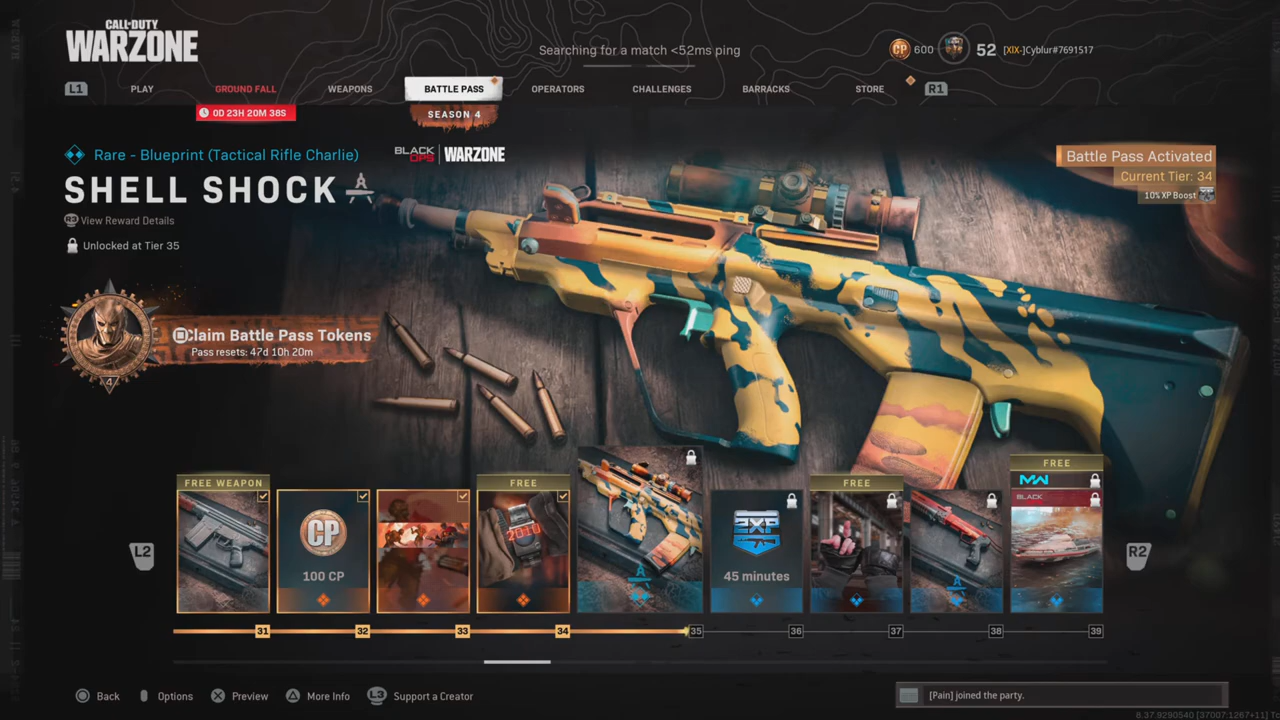 CALL·DUTY
WARZONE
Searching for a match <52ms ping
CP 600
52 [XIX-]Cyblur#7691517
L1
PLAY
GROUND FALL
WEAPONS
BATTLE PASS
OPERATORS
CHALLENGES
BARRACKS
STORE
R1
0D 23H 20M 38S
SEASON 4
Rare - Blueprint (Tactical Rifle Charlie)
BLACK OPS | WARZONE
Battle Pass Activated
SHELL SHOCK
Current Tier: 34
10% XP Boost
R3 View Reward Details
Unlocked at Tier 35
Claim Battle Pass Tokens
Pass resets: 47d 10h 20m
4
FREE WEAPON
FREE
FREE
FREE
MW
BLACK
CP
100 CP
2XP
45 minutes
L2
R2
31
32
33
34
35
36
37
38
39
Back
Options
Preview
More Info
L3 Support a Creator
[Pain] joined the party.